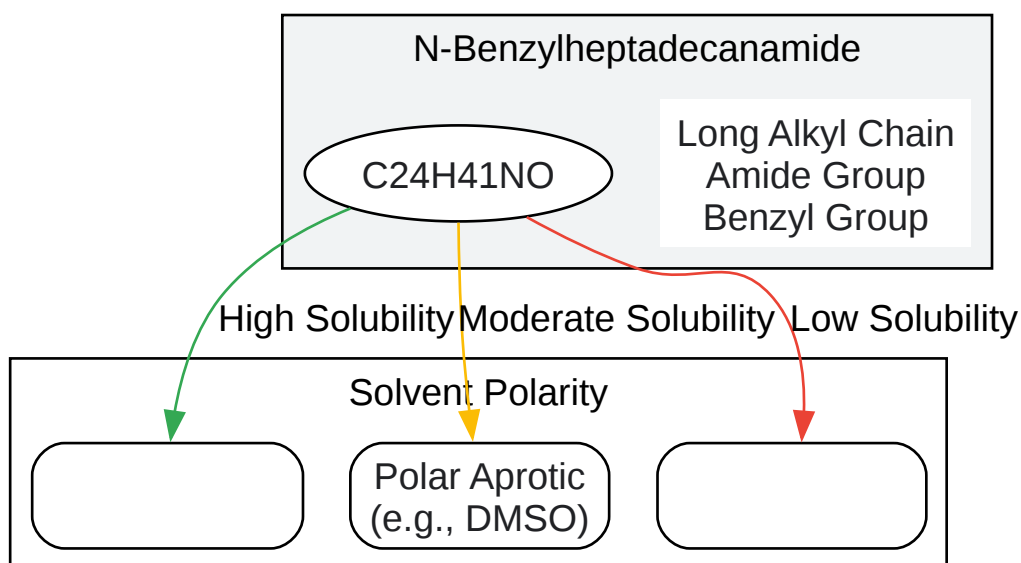 N-Benzylheptadecanamide
C24H41NO
Long Alkyl Chain
Amide Group
Benzyl Group
High Solubility
Moderate Solubility
Low Solubility
Solvent Polarity
Polar Aprotic
(e.g., DMSO)